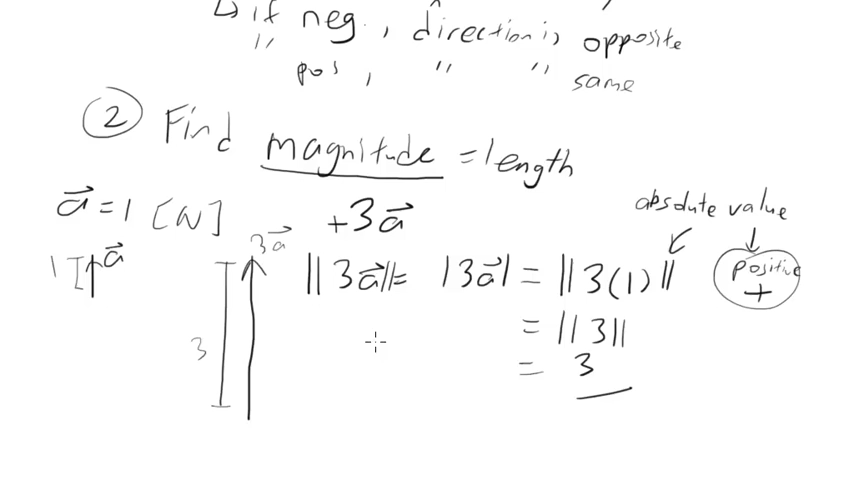 ↳ if neg., direction is opposite
" pos, " " same
② Find magnitude = length
a⃗ = 1 [N] +3a⃗ absolute value
3a⃗
1 a⃗ ||3a⃗|| = |3a⃗| = ||3(1)|| positive
+
= ||3||
3
= 3